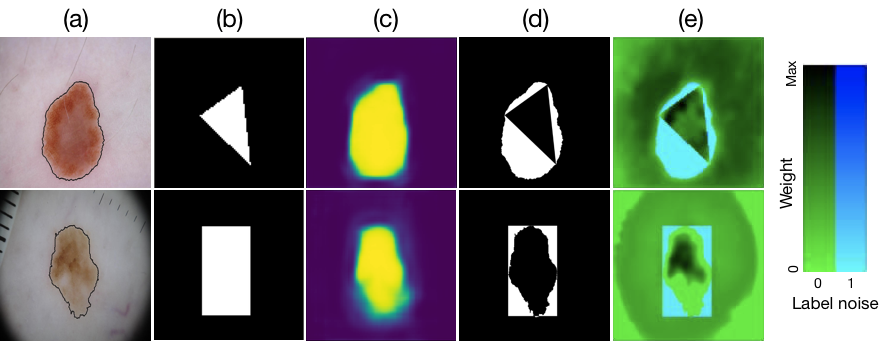 (a) (b) (c) (d) (e)
Max
Weight
0
0 1
Label noise